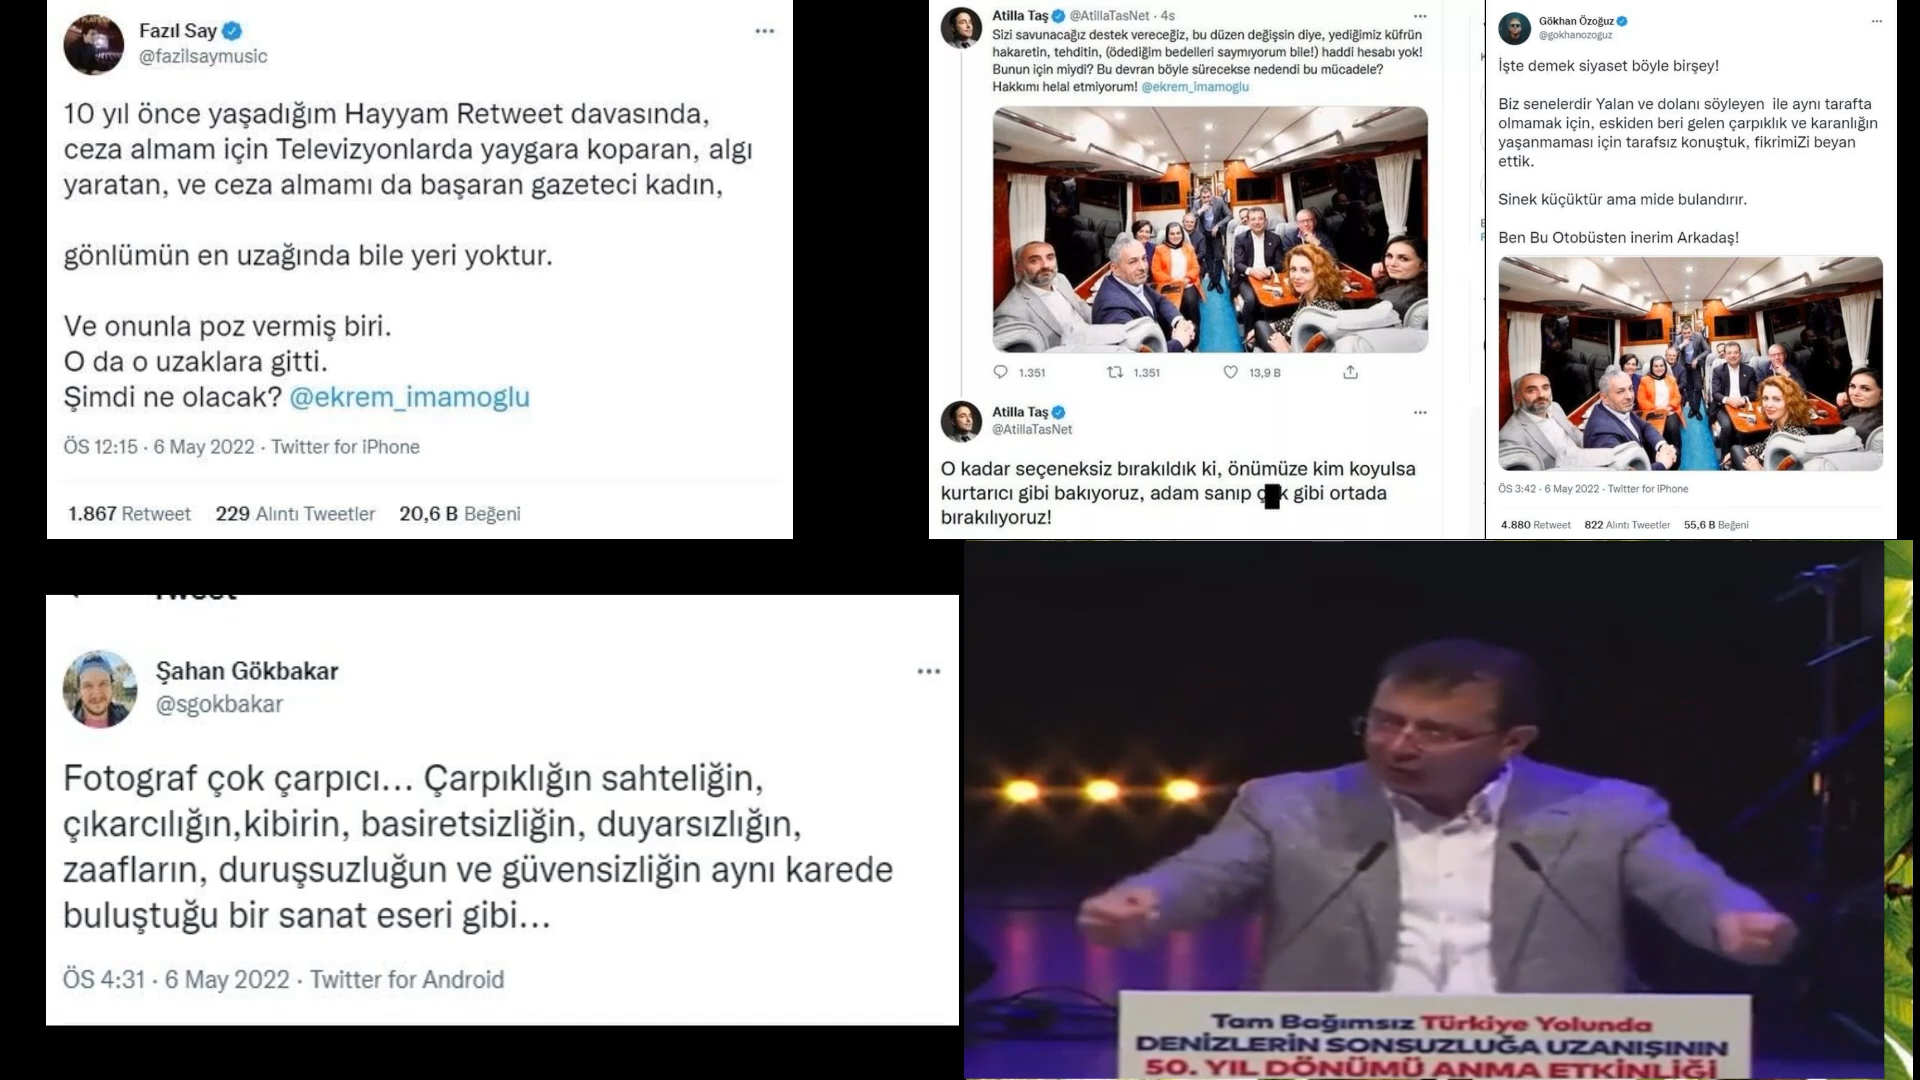 Fazıl Say
@fazilsaymusic
10 yıl önce yaşadığım Hayyam Retweet davasında,
ceza almam için Televizyonlarda yaygara koparan, algı
yaratan, ve ceza almamı da başaran gazeteci kadın,
gönlümün en uzağında bile yeri yoktur.
Ve onunla poz vermiş biri.
O da o uzaklara gitti.
Şimdi ne olacak? @ekrem_imamoglu
ÖS 12:15 · 6 May 2022 · Twitter for iPhone
1.867 Retweet 229 Alıntı Tweetler 20,6 B Beğeni
Atilla Taş @AtillaTasNet · 4s
Sizi savunacağız destek vereceğiz, bu düzen değişsin diye, yediğimiz küfrün
hakaretin, tehditin, (ödediğim bedelleri saymıyorum bile!) haddi hesabı yok!
Bunun için miydi? Bu devran böyle sürecekse nedendi bu mücadele?
Hakkımı helal etmiyorum! @ekrem_imamoglu
1.351 1.351 13,9 B
Atilla Taş
@AtillaTasNet
O kadar seçeneksiz bırakıldık ki, önümüze kim koyulsa
kurtarıcı gibi bakıyoruz, adam sanıp gibi ortada
bırakılıyoruz!
Gökhan Özoğuz
@gokhanozoguz
İşte demek siyaset böyle birşey!
Biz senelerdir Yalan ve dolanı söyleyen ile aynı tarafta
olmamak için, eskiden beri gelen çarpıklık ve karanlığın
yaşanmaması için tarafsız konuştuk, fikrimiZi beyan
ettik.
Sinek küçüktür ama mide bulandırır.
Ben Bu Otobüsten inerim Arkadaş!
ÖS 3:42 · 6 May 2022 · Twitter for iPhone
4.880 Retweet 822 Alıntı Tweetler 55,6 B Beğeni
Şahan Gökbakar
@sgokbakar
Fotograf çok çarpıcı... Çarpıklığın sahteliğin,
çıkarcılığın,kibirin, basiretsizliğin, duyarsızlığın,
zaafların, duruşsuzluğun ve güvensizliğin aynı karede
buluştuğu bir sanat eseri gibi...
ÖS 4:31 · 6 May 2022 · Twitter for Android
Tam Bağımsız Türkiye Yolunda
DENİZLERİN SONSUZLUĞA UZANIŞININ
50. YIL DÖNÜMÜ ANMA ETKİNLİĞİ